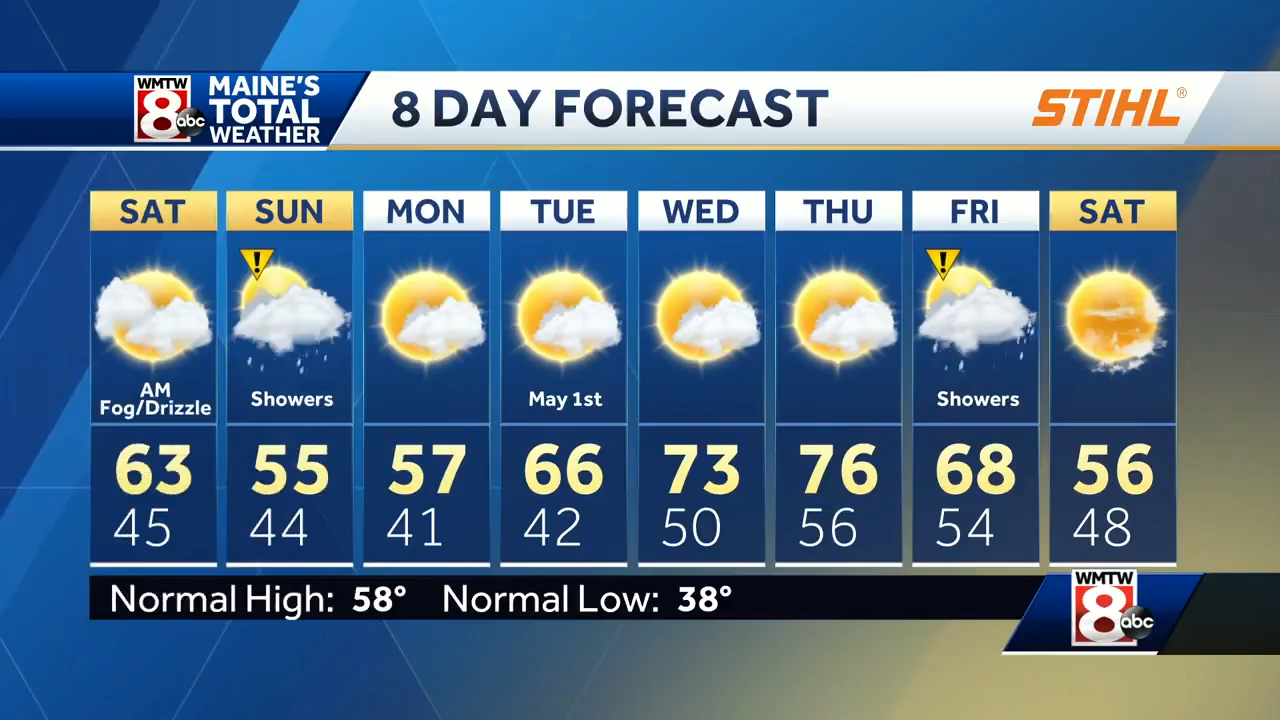 WMTW
8
abc
MAINE'S
TOTAL
WEATHER
8 DAY FORECAST
STIHL®
SAT SUN MON TUE WED THU FRI SAT
! !
AM
Fog/Drizzle Showers May 1st Showers
63 55 57 66 73 76 68 56
45 44 41 42 50 56 54 48
Normal High: 58° Normal Low: 38°
WMTW
8
abc